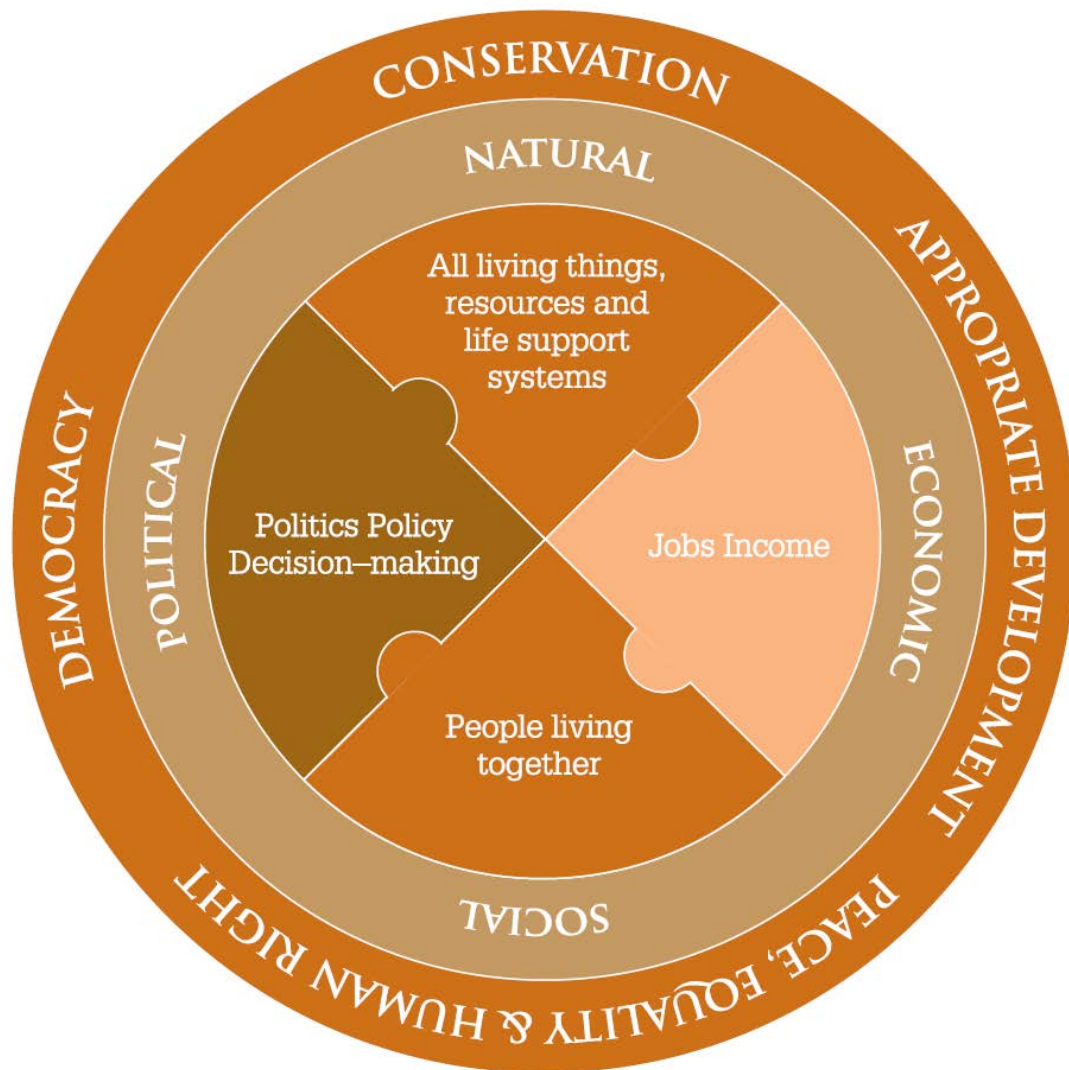 CONSERVATION
NATURAL
All living things,
resources and
life support
systems
APPROPRIATE DEVELOPMENT
ECONOMIC
Jobs Income
DEMOCRACY
POLITICAL
Politics Policy
Decision–making
People living
together
SOCIAL
PEACE, EQUALITY & HUMAN RIGHT